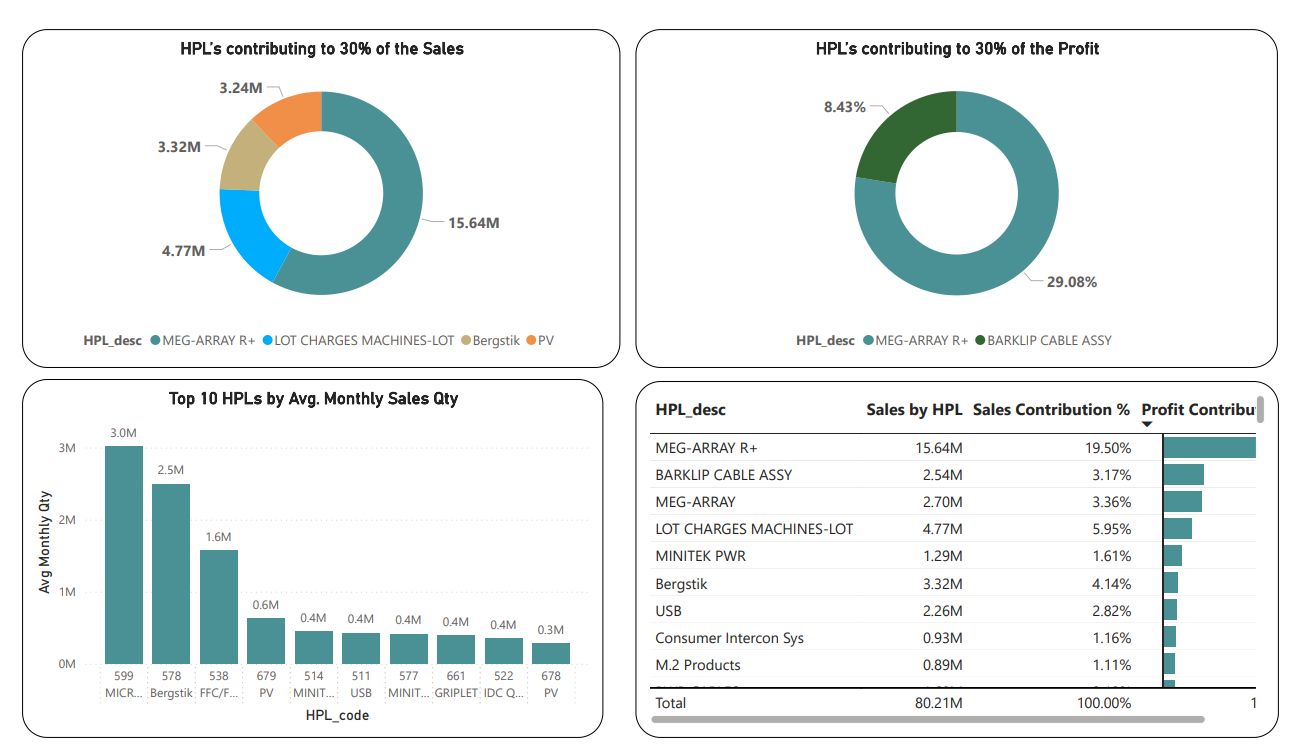 HPL's contributing to 30% of the Sales
3.24M
3.32M
4.77M
15.64M
HPL_desc MEG-ARRAY R+ LOT CHARGES MACHINES-LOT Bergstik PV
HPL's contributing to 30% of the Profit
8.43%
29.08%
HPL_desc MEG-ARRAY R+ BARKLIP CABLE ASSY
Top 10 HPLs by Avg. Monthly Sales Qty
Avg Monthly Qty
3M
2M
1M
0M
3.0M 2.5M 1.6M 0.6M 0.4M 0.4M 0.4M 0.4M 0.4M 0.3M
599 578 538 679 514 511 577 661 522 678
MICR... Bergstik FFC/F... PV MINIT... USB MINIT... GRIPLET IDC Q... PV
HPL_code
HPL_desc Sales by HPL Sales Contribution % Profit Contribu
MEG-ARRAY R+ 15.64M 19.50%
BARKLIP CABLE ASSY 2.54M 3.17%
MEG-ARRAY 2.70M 3.36%
LOT CHARGES MACHINES-LOT 4.77M 5.95%
MINITEK PWR 1.29M 1.61%
Bergstik 3.32M 4.14%
USB 2.26M 2.82%
Consumer Intercon Sys 0.93M 1.16%
M.2 Products 0.89M 1.11%
Total 80.21M 100.00% 1